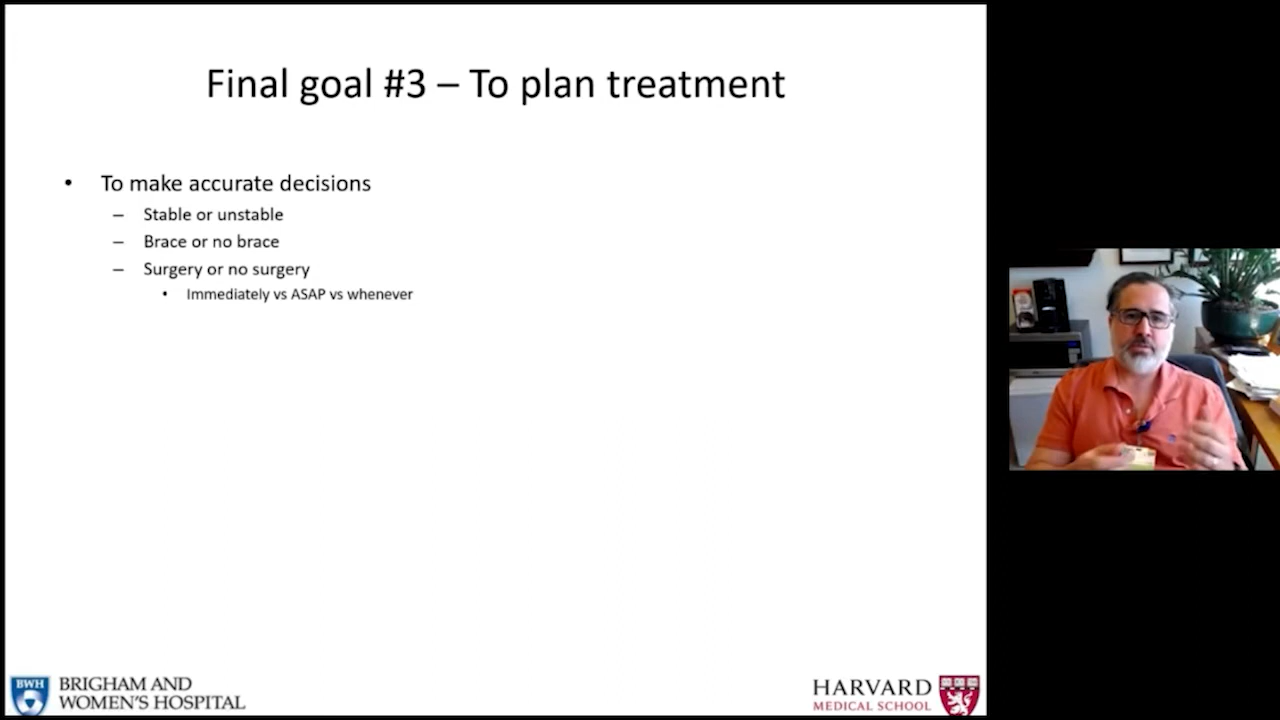 Final goal #3 – To plan treatment
• To make accurate decisions
– Stable or unstable
– Brace or no brace
– Surgery or no surgery
• Immediately vs ASAP vs whenever
BWH
BRIGHAM AND
WOMEN'S HOSPITAL
HARVARD
MEDICAL SCHOOL